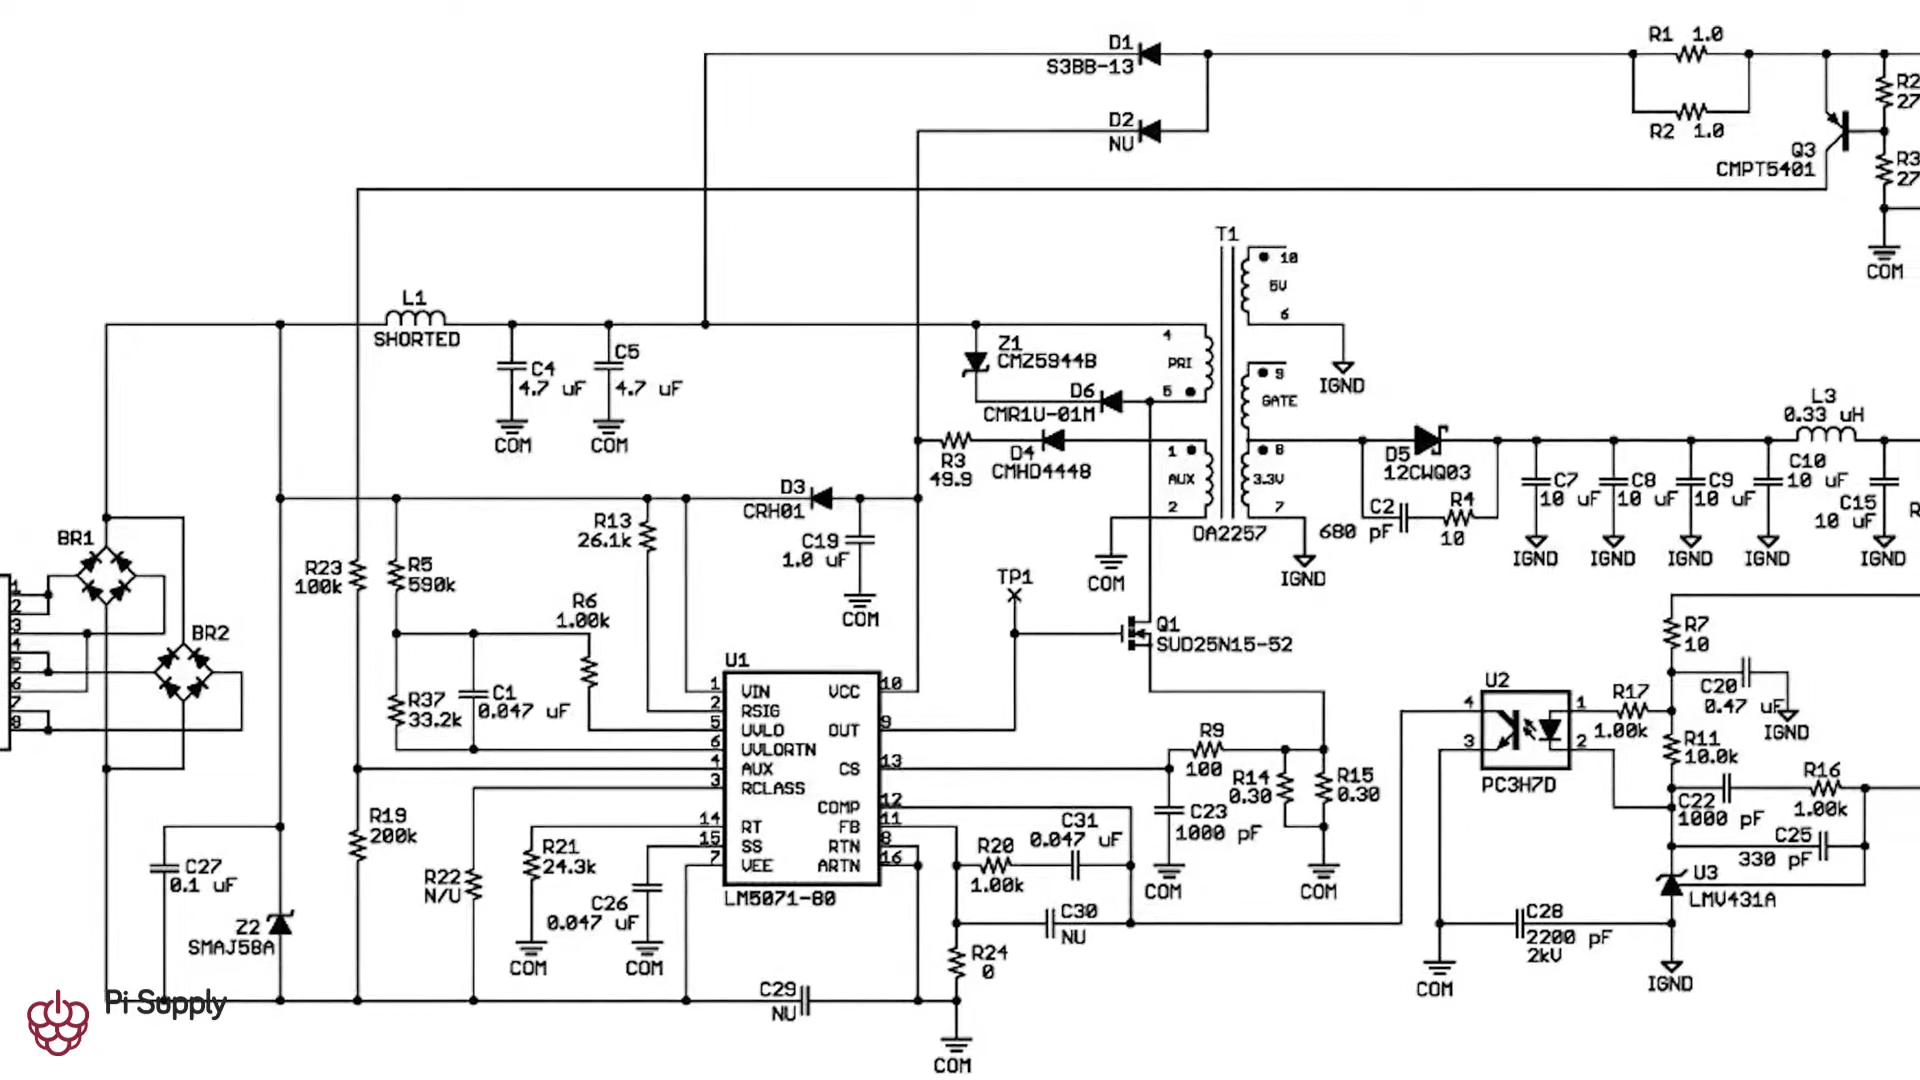 D1
S3BB-13
R1 1.0
R2
27
D2
NU
R2 1.0
Q3
CMPT5401
R3
27
COM
T1
10
5V
6
IGND
L1
SHORTED
C4
4.7 uF
COM
C5
4.7 uF
COM
Z1
CMZ5944B
D6
CMR1U-01M
4
PRI
5
9
GATE
R3
49.9
D4
CMHD4448
1
AUX
2
8
3.3V
7
DA2257
COM
IGND
D5
12CWQ03
C2
680 pF
R4
10
L3
0.33 uH
C7
10 uF
IGND
C8
10 uF
IGND
C9
10 uF
IGND
C10
10 uF
IGND
C15
10 uF
IGND
R
D3
CRH01
C19
1.0 uF
COM
R13
26.1k
BR1
BR2
1
2
3
4
5
6
7
8
R23
100k
R5
590k
R6
1.00k
R37
33.2k
C1
0.047 uF
TP1
Q1
SUD25N15-52
U1
1 VIN
2 RSIG
5 UVLO
6 UVLORTN
4 AUX
3 RCLASS
14 RT
15 SS
7 VEE
VCC 10
OUT 9
CS 13
COMP 12
FB 11
RTN 8
ARTN 16
LM5071-80
R9
100
R14
0.30
R15
0.30
C23
1000 pF
COM
COM
U2
4
3
1
2
PC3H7D
R7
10
C20
0.47 uF
IGND
R17
1.00k
R11
10.0k
C22
1000 pF
R16
1.00k
C25
330 pF
U3
LMV431A
C28
2200 pF
2kV
COM
IGND
R19
200k
R22
N/U
R21
24.3k
COM
C26
0.047 uF
COM
R20
1.00k
C31
0.047 uF
C30
NU
R24
0
C27
0.1 uF
Z2
SMAJ58A
C29
NU
COM
Pi Supply